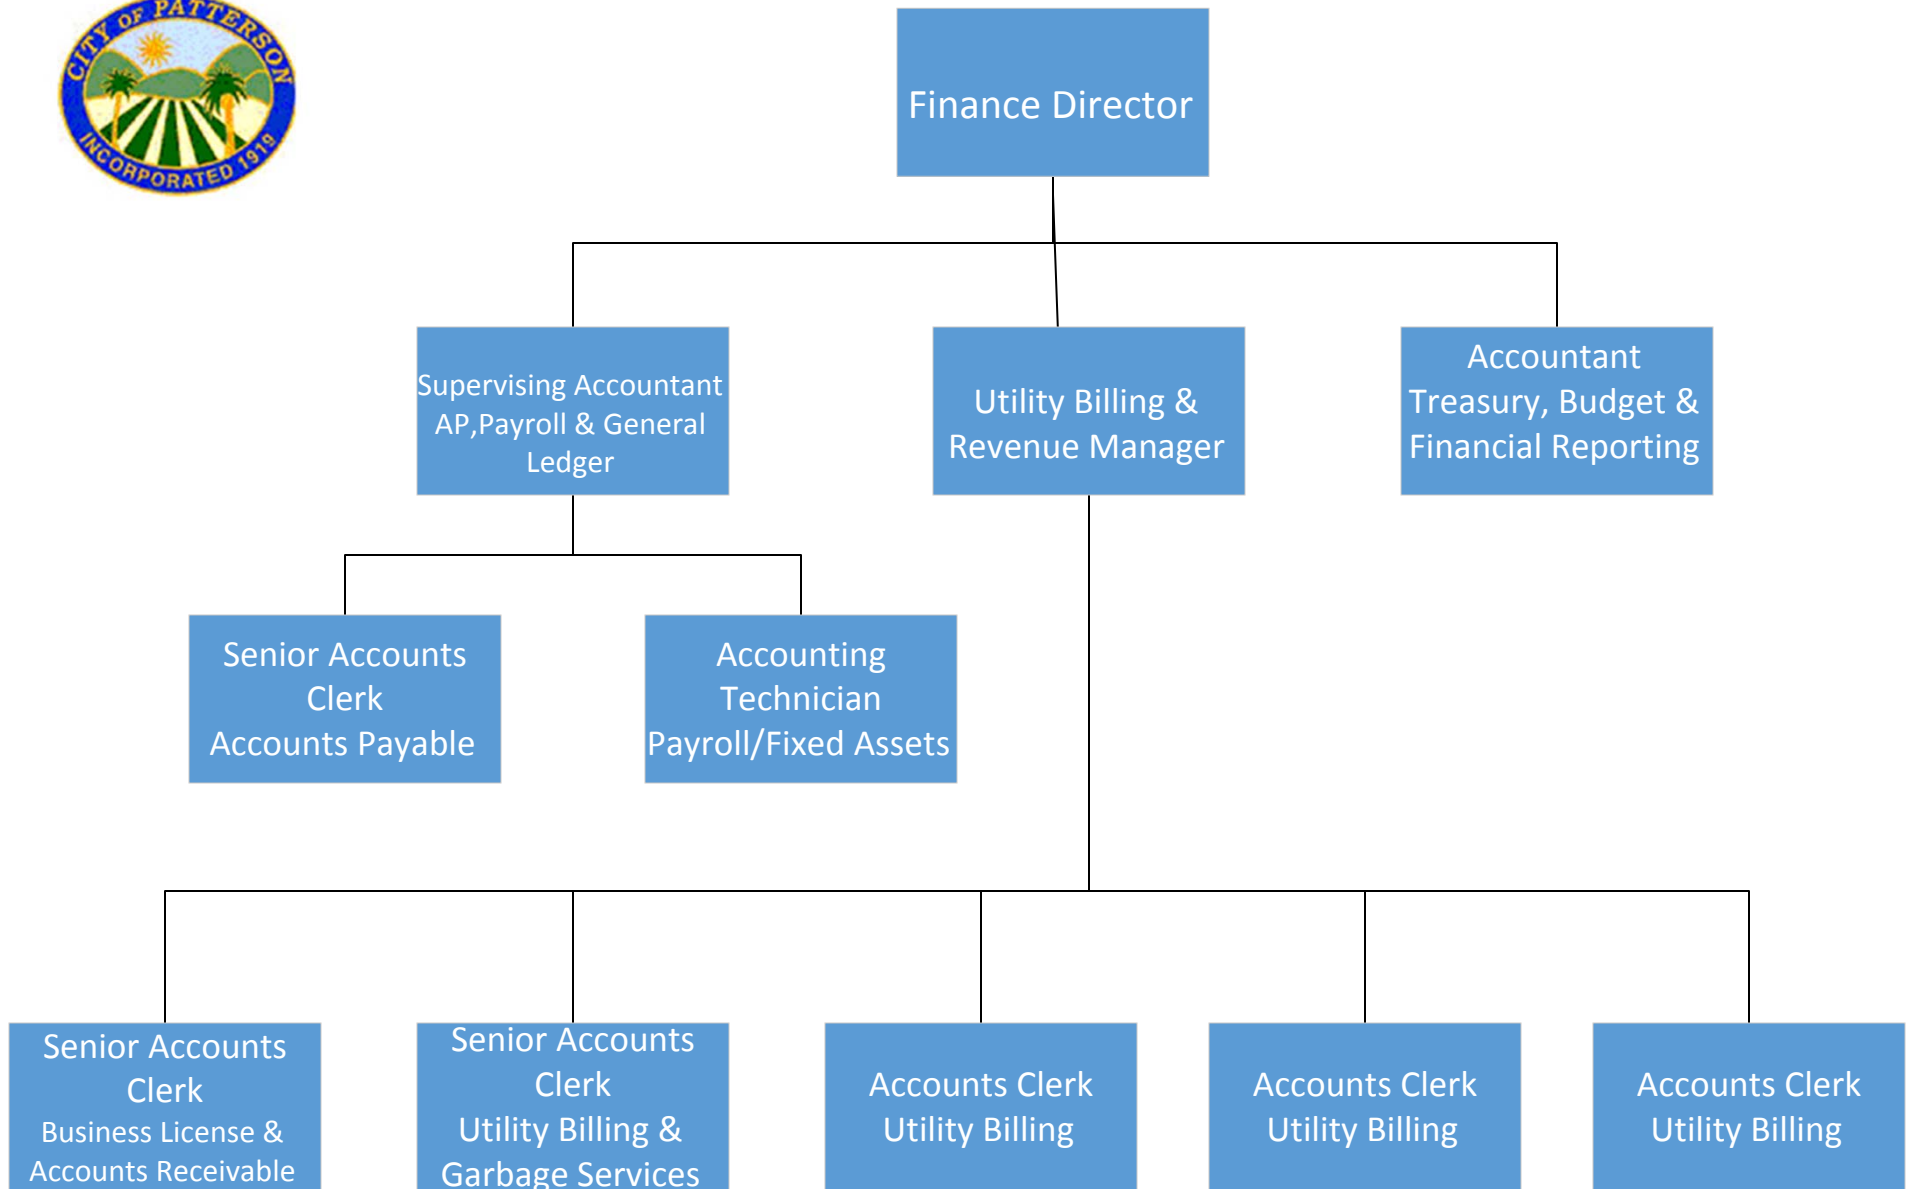 CITY OF PATTERSON
INCORPORATED 1919
Finance Director
Supervising Accountant
AP,Payroll & General
Ledger
Utility Billing &
Revenue Manager
Accountant
Treasury, Budget &
Financial Reporting
Senior Accounts
Clerk
Accounts Payable
Accounting
Technician
Payroll/Fixed Assets
Senior Accounts
Clerk
Business License &
Accounts Receivable
Senior Accounts
Clerk
Utility Billing &
Garbage Services
Accounts Clerk
Utility Billing
Accounts Clerk
Utility Billing
Accounts Clerk
Utility Billing